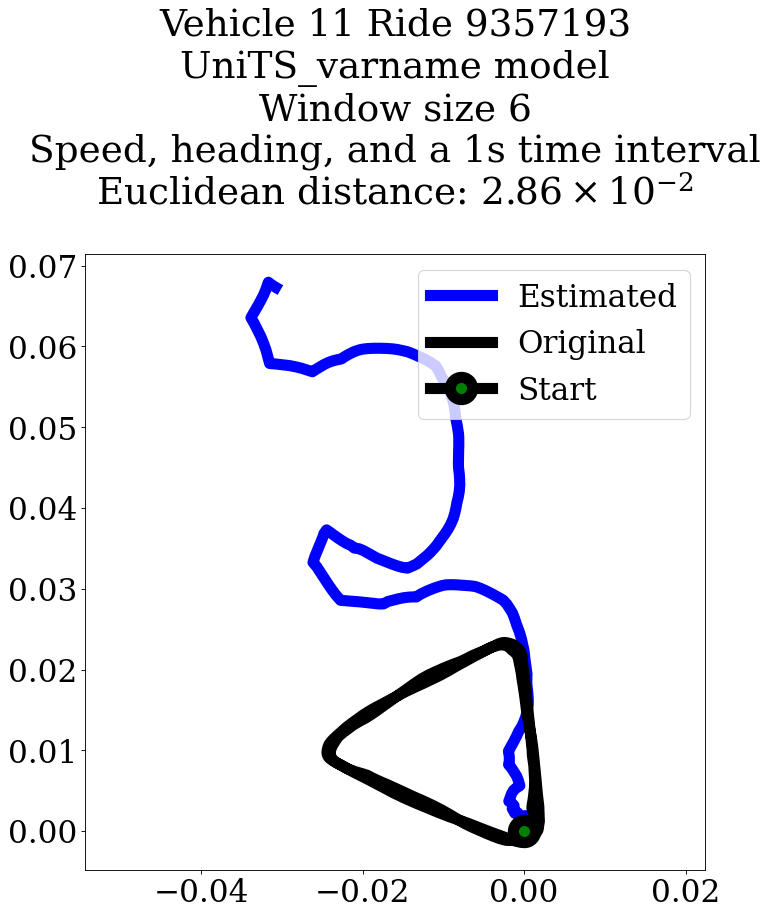 Vehicle 11 Ride 9357193
UniTS_varname model
Window size 6
Speed, heading, and a 1s time interval
Euclidean distance: 2.86 × 10⁻²
0.07
0.06
0.05
0.04
0.03
0.02
0.01
0.00
Estimated
Original
Start
−0.04
−0.02
0.00
0.02